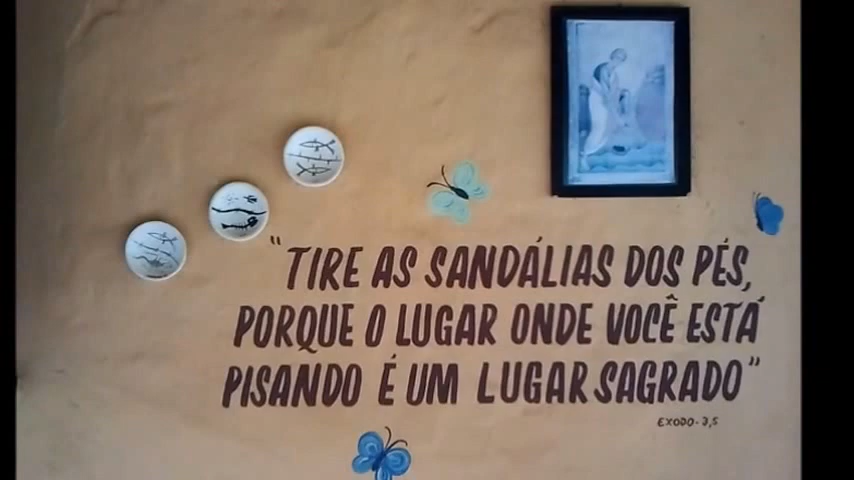 "TIRE AS SANDÁLIAS DOS PÉS,
PORQUE O LUGAR ONDE VOCÊ ESTÁ
PISANDO É UM LUGAR SAGRADO"
EXODO-3,5